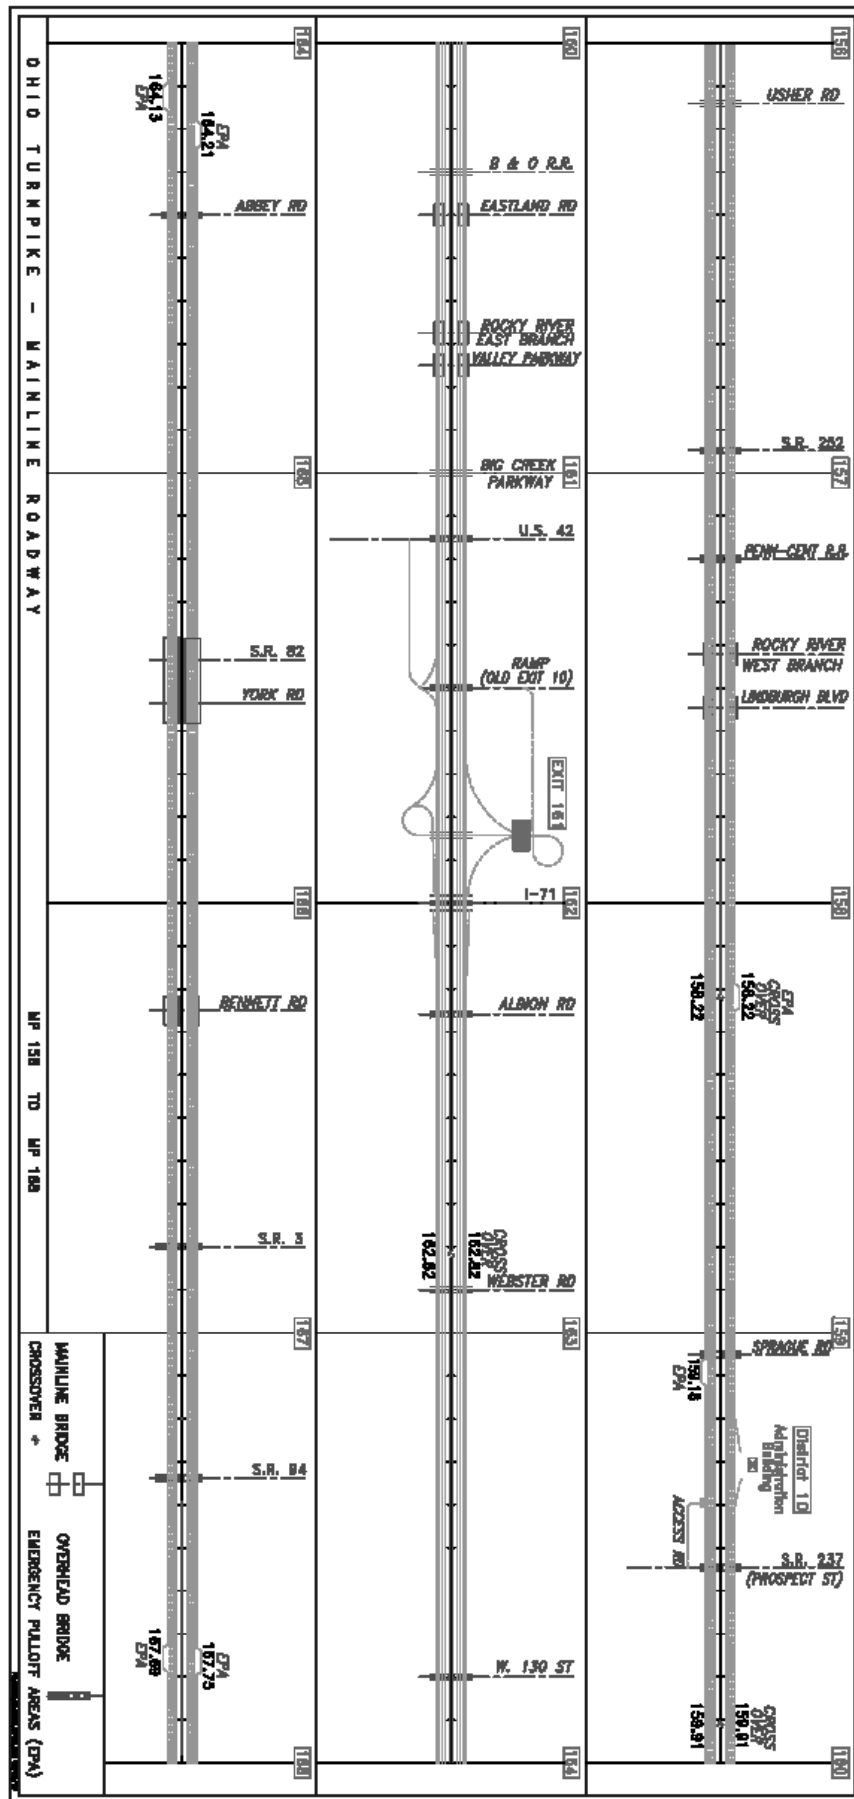 156
USHER RD
S.R. 252
157
PENN-CENT R.R.
ROCKY RIVER
WEST BRANCH
LINDBURGH BLVD
158
EPA
CROSS
OVER
158.22
158.22
159
SPRAGUE RD
159.15
EPA
District 10
Administration
Building
ACCESS RD
S.R. 237
(PROSPECT ST)
CROSS
OVER
159.91
159.91
160
160
B & O R.R.
EASTLAND RD
ROCKY RIVER
EAST BRANCH
VALLEY PARKWAY
BIG CREEK
PARKWAY
161
U.S. 42
RAMP
(OLD EXIT 10)
EXIT 161
I-71
162
ALBION RD
CROSS
OVER
162.82
162.82
WEBSTER RD
163
W. 130 ST
164
164
164.13
EPA
EPA
164.21
ABBEY RD
165
S.R. 82
YORK RD
166
BENNETT RD
S.R. 3
167
S.R. 94
EPA
167.73
EPA
168
OHIO TURNPIKE - MAINLINE ROADWAY
MP 156 TO MP 168
MAINLINE BRIDGE
OVERHEAD BRIDGE
CROSSOVER +
EMERGENCY PULLOFF AREAS (EPA)